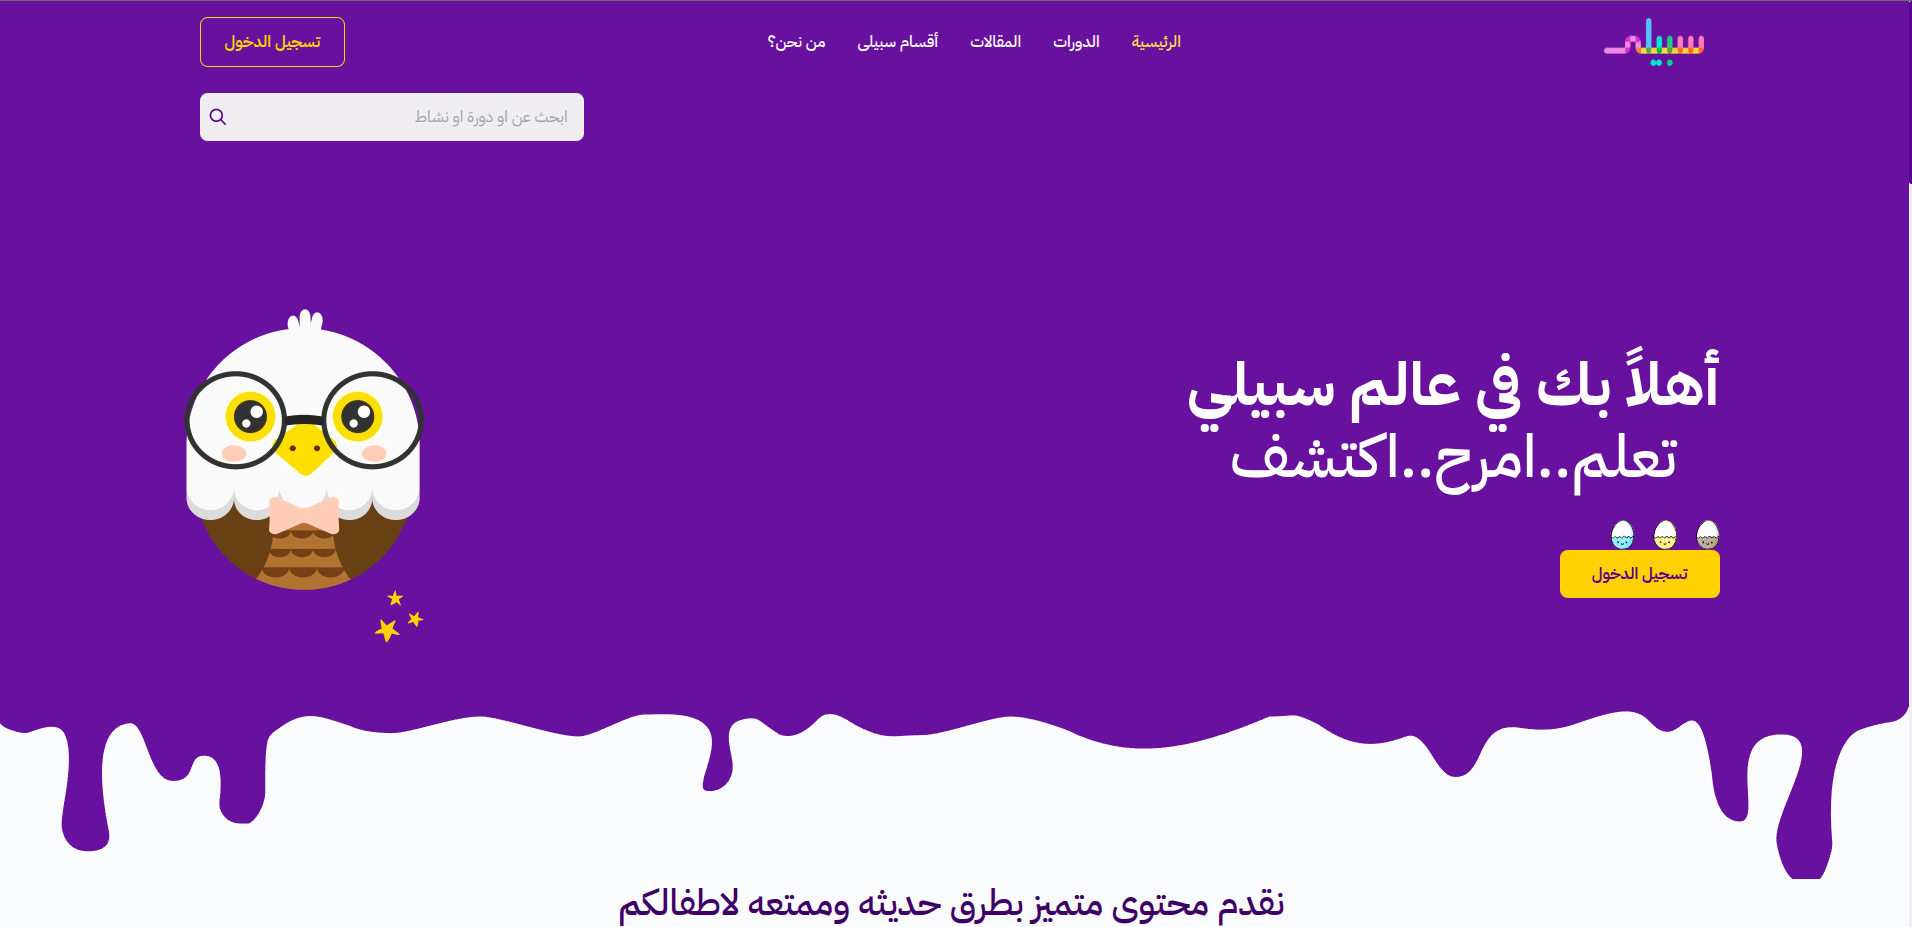 سبيلي
الرئيسية
الدورات
المقالات
أقسام سبيلى
من نحن؟
تسجيل الدخول
ابحث عن او دورة او نشاط
أهلاً بك في عالم سبيلي
تعلم..امرح..اكتشف
تسجيل الدخول
نقدم محتوى متميز بطرق حديثه وممتعه لاطفالكم